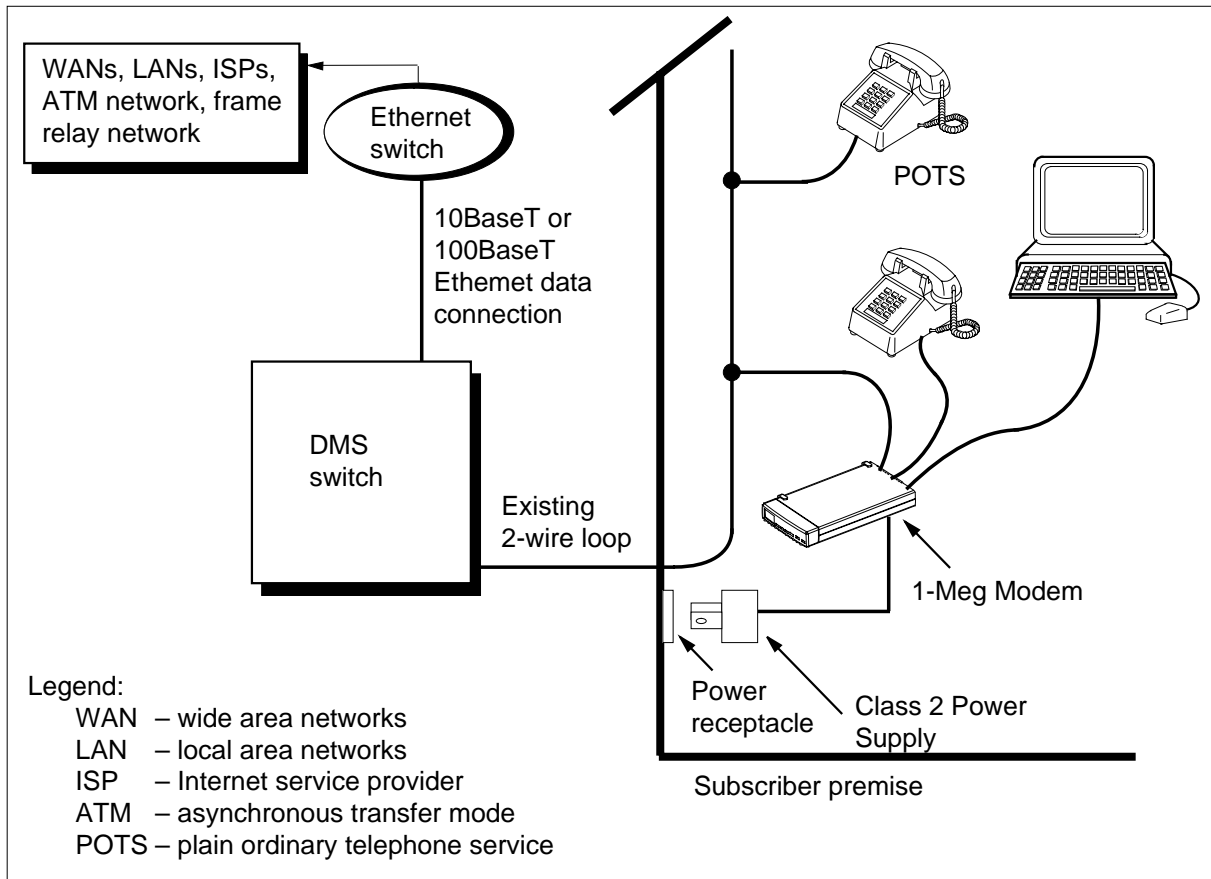 WANs, LANs, ISPs,
ATM network, frame
relay network
Ethernet
switch
10BaseT or
100BaseT
Ethemet data
connection
POTS
DMS
switch
Existing
2-wire loop
1-Meg Modem
Power
receptacle
Class 2 Power
Supply
Subscriber premise
Legend:
WAN – wide area networks
LAN – local area networks
ISP – Internet service provider
ATM – asynchronous transfer mode
POTS – plain ordinary telephone service